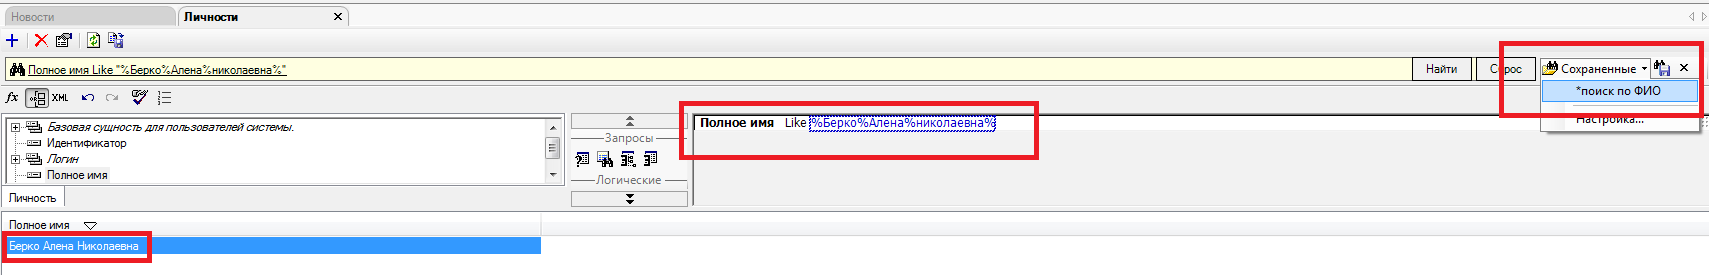 Новости
Личности
Полное имя Like "%Берко%Алена%николаевна%"
Найти
Сброс
Сохраненные
*поиск по ФИО
Настройка...
fx
XML
Базовая сущность для пользователей системы.
Идентификатор
Логин
Полное имя
Личность
Запросы
Логические
Полное имя Like %Берко%Алена%николаевна%
Полное имя
Берко Алена Николаевна